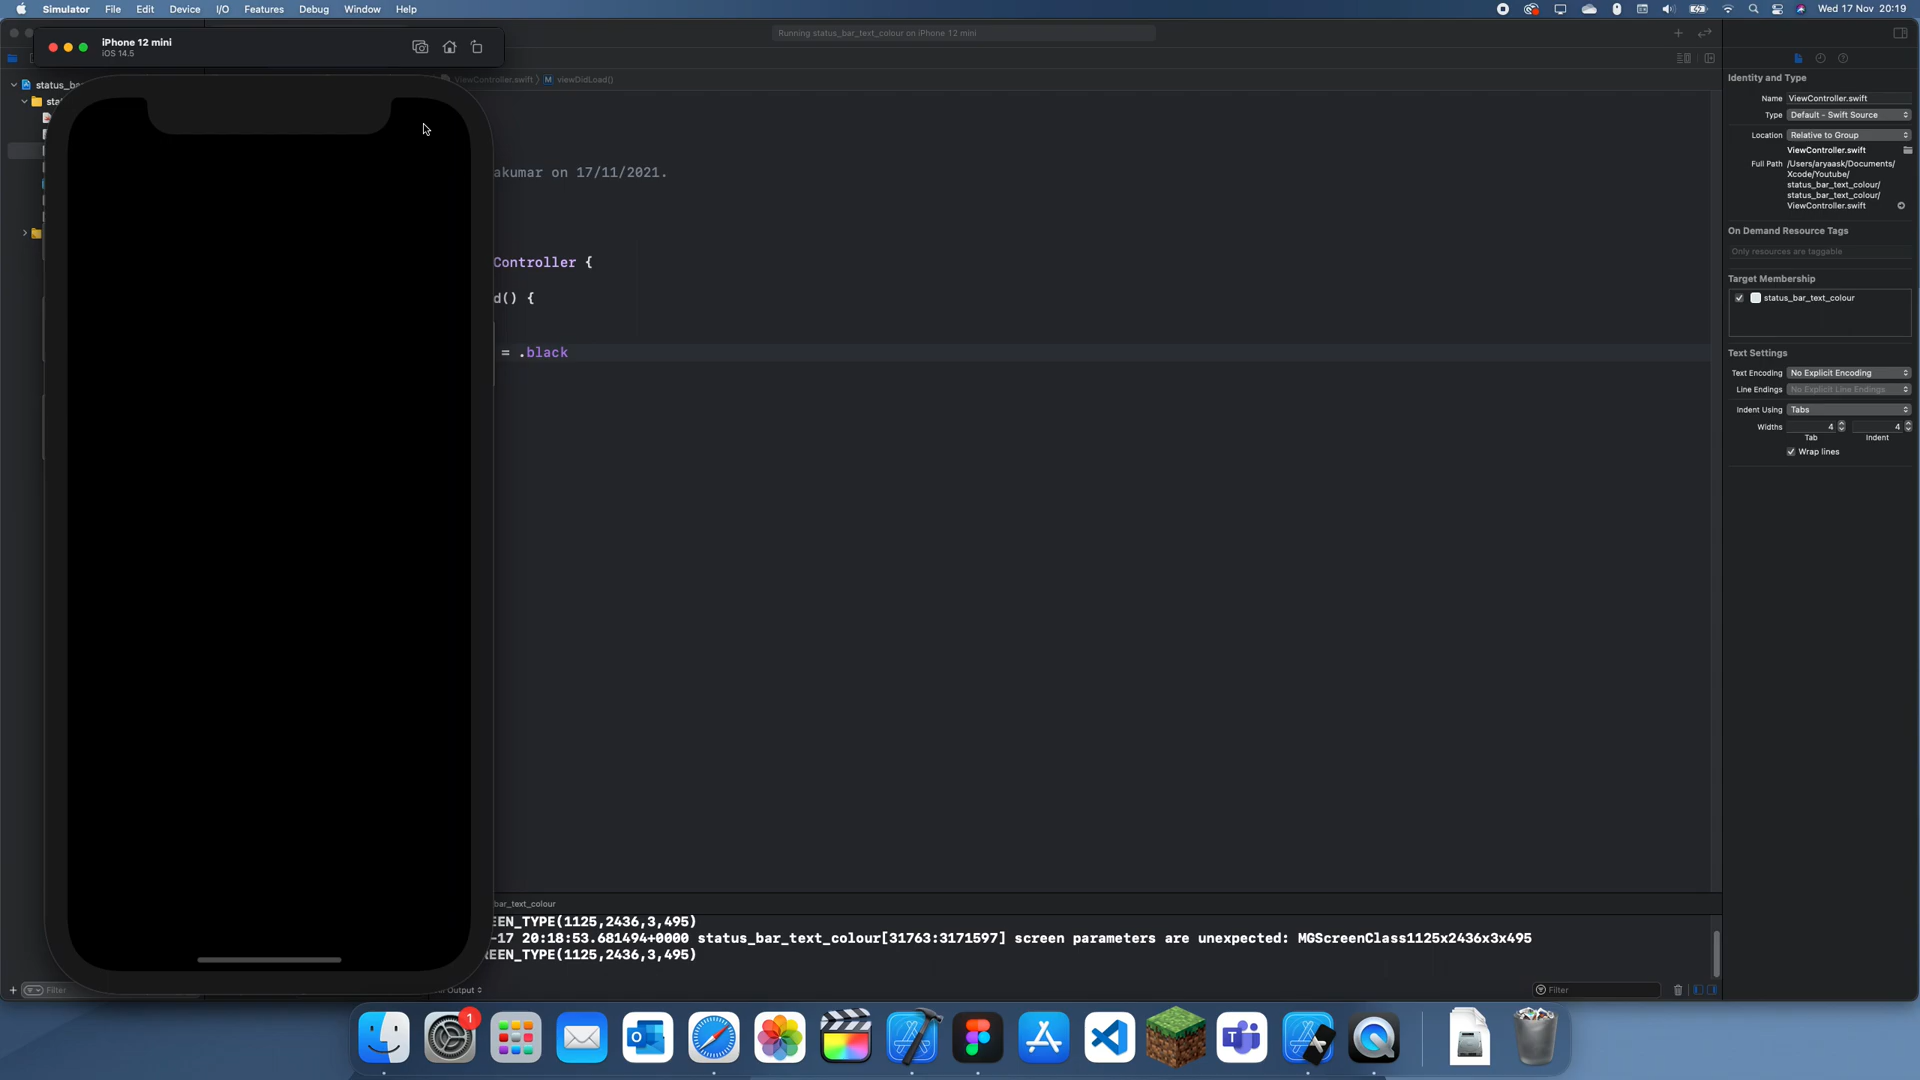 Simulator File Edit Device I/O Features Debug Window Help
Wed 17 Nov 20:19
iPhone 12 mini
iOS 14.5
Running status_bar_text_colour on iPhone 12 mini
status_ba
ViewController.swift
viewDidLoad()
sta
akumar on 17/11/2021.
Controller {
d() {
= .black
Identity and Type
Name ViewController.swift
Type Default - Swift Source
Location Relative to Group
ViewController.swift
Full Path /Users/aryaask/Documents/
Xcode/Youtube/
status_bar_text_colour/
status_bar_text_colour/
ViewController.swift
On Demand Resource Tags
Only resources are taggable
Target Membership
status_bar_text_colour
Text Settings
Text Encoding No Explicit Encoding
Line Endings No Explicit Line Endings
Indent Using Tabs
Widths 4 4
Tab Indent
Wrap lines
bar_text_colour
EEN_TYPE(1125,2436,3,495)
-17 20:18:53.681494+0000 status_bar_text_colour[31763:3171597] screen parameters are unexpected: MGScreenClass1125x2436x3x495
REEN_TYPE(1125,2436,3,495)
Filter
Output
Filter
1